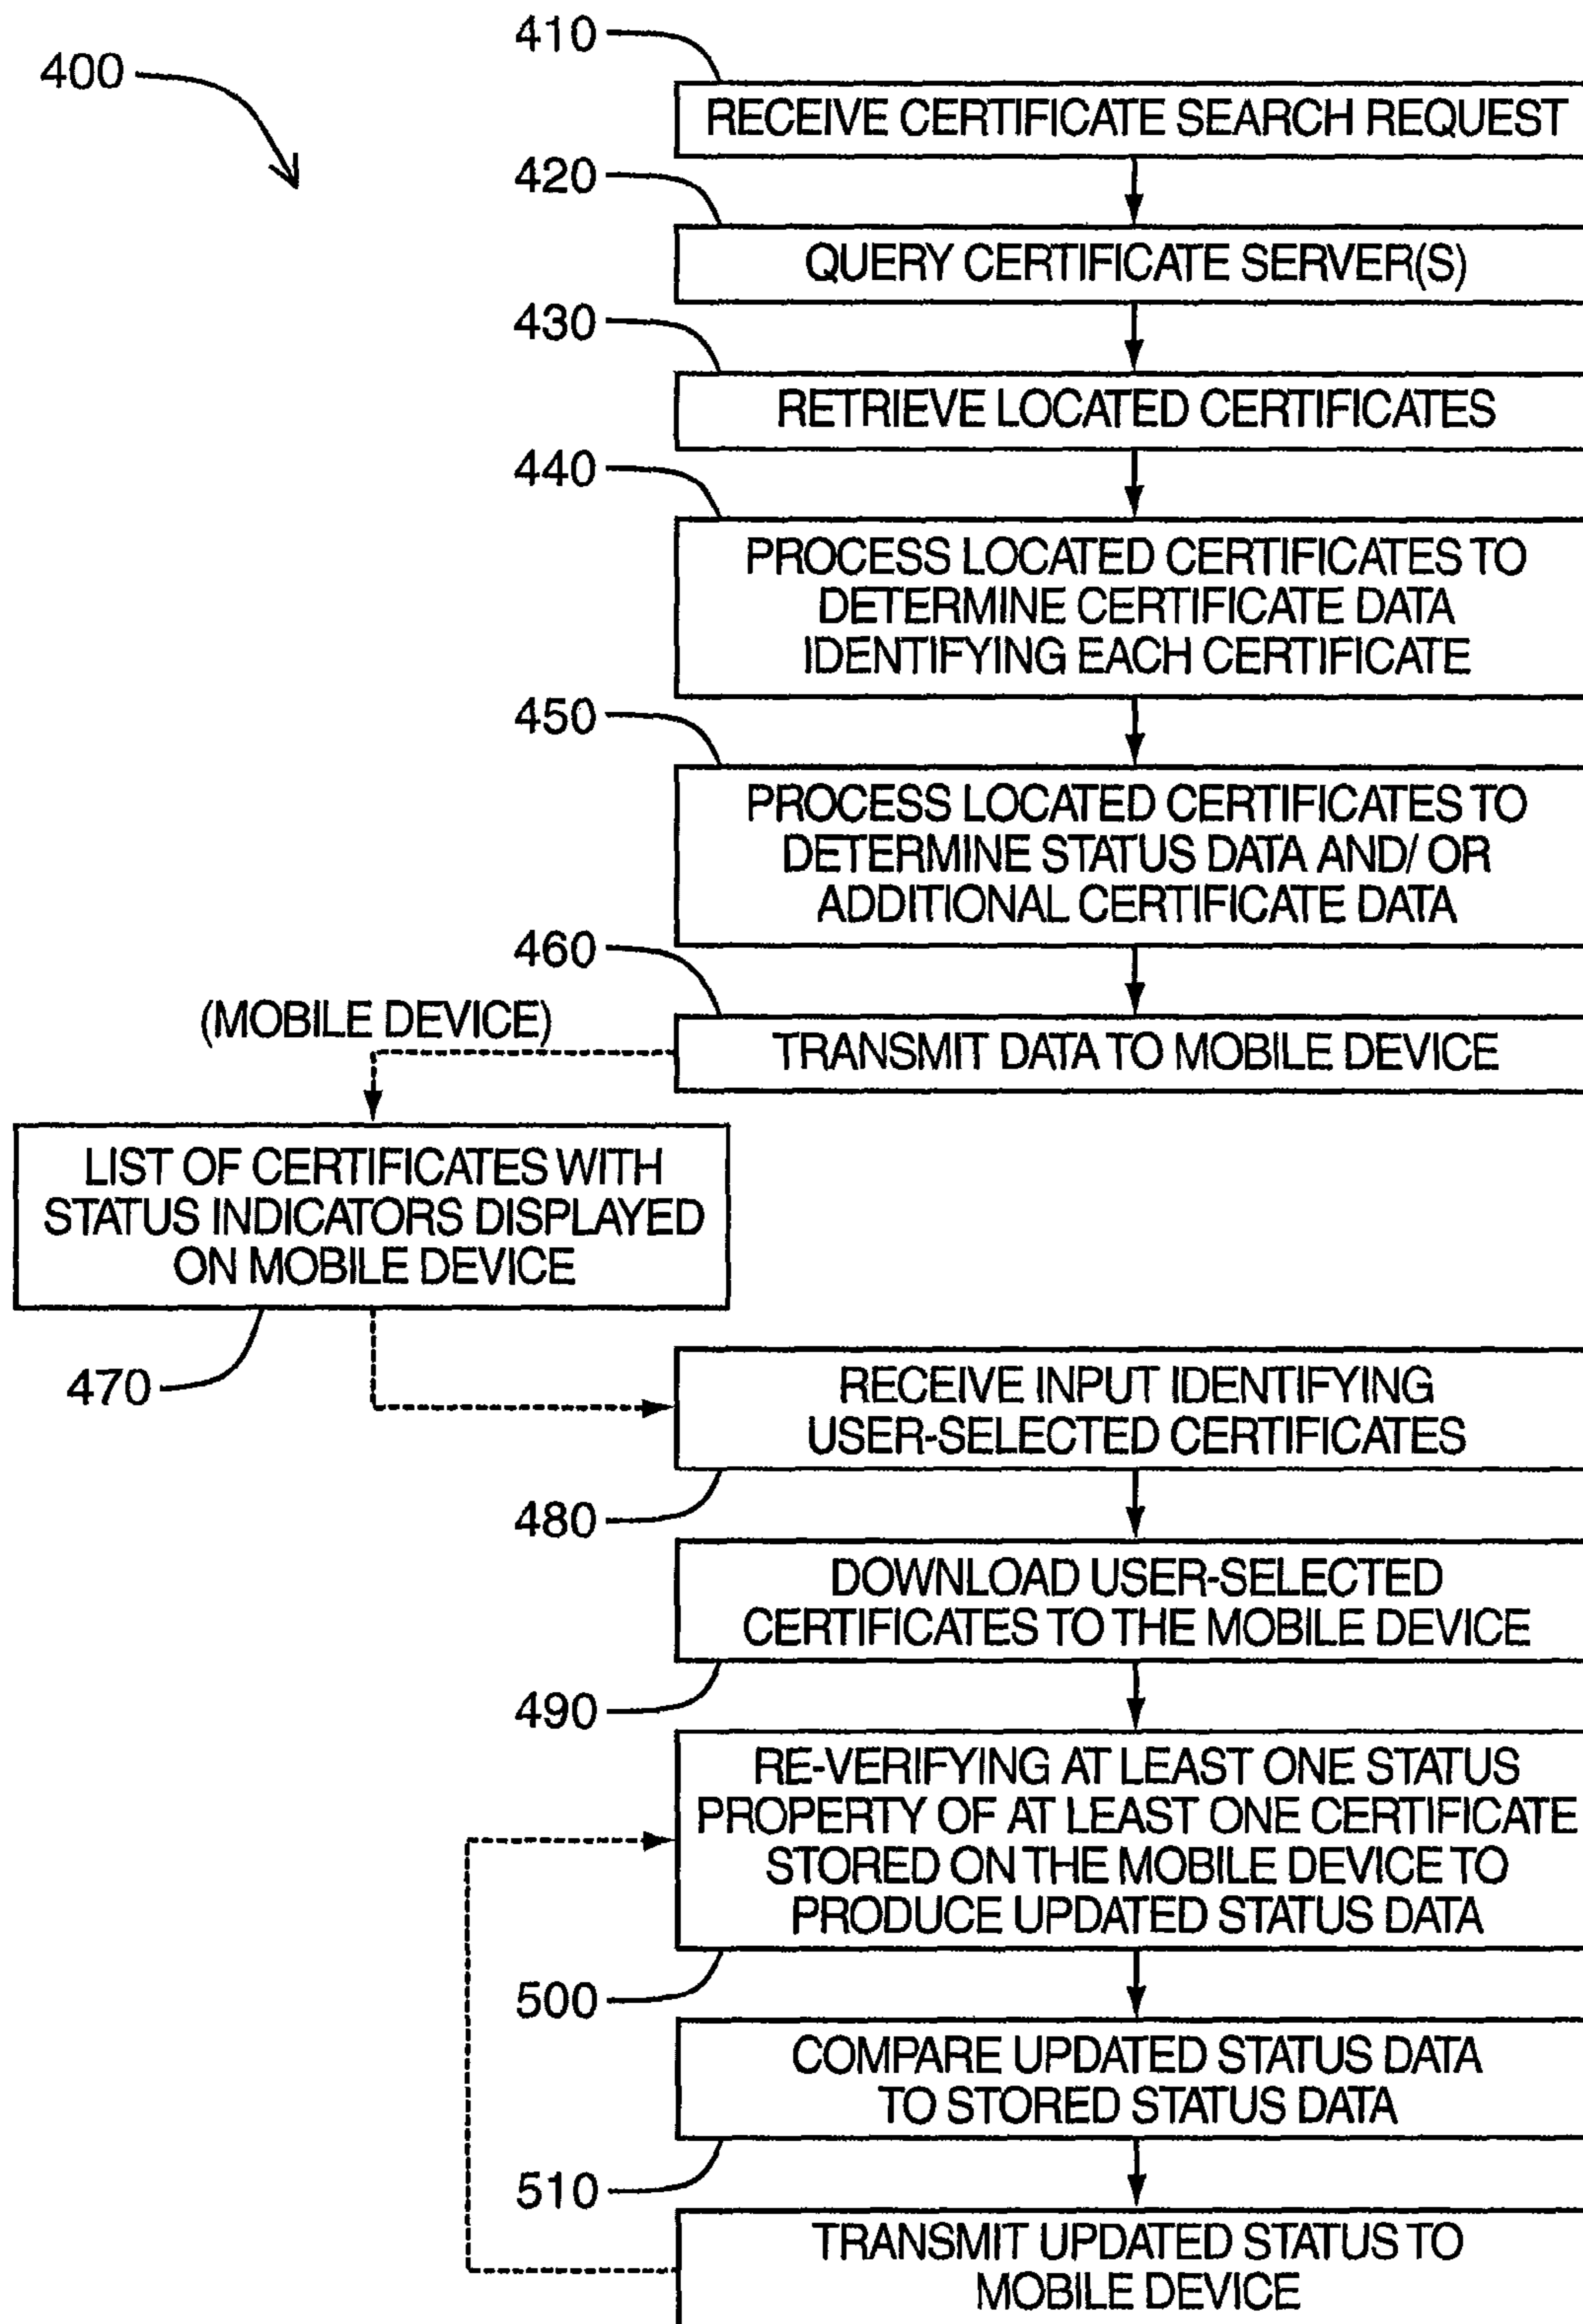 400
410
RECEIVE CERTIFICATE SEARCH REQUEST
420
QUERY CERTIFICATE SERVER(S)
430
RETRIEVE LOCATED CERTIFICATES
440
PROCESS LOCATED CERTIFICATES TO
DETERMINE CERTIFICATE DATA
IDENTIFYING EACH CERTIFICATE
450
PROCESS LOCATED CERTIFICATES TO
DETERMINE STATUS DATA AND/ OR
ADDITIONAL CERTIFICATE DATA
460
(MOBILE DEVICE)
TRANSMIT DATA TO MOBILE DEVICE
LIST OF CERTIFICATES WITH
STATUS INDICATORS DISPLAYED
ON MOBILE DEVICE
470
RECEIVE INPUT IDENTIFYING
USER-SELECTED CERTIFICATES
480
DOWNLOAD USER-SELECTED
CERTIFICATES TO THE MOBILE DEVICE
490
RE-VERIFYING AT LEAST ONE STATUS
PROPERTY OF AT LEAST ONE CERTIFICATE
STORED ON THE MOBILE DEVICE TO
PRODUCE UPDATED STATUS DATA
500
COMPARE UPDATED STATUS DATA
TO STORED STATUS DATA
510
TRANSMIT UPDATED STATUS TO
MOBILE DEVICE